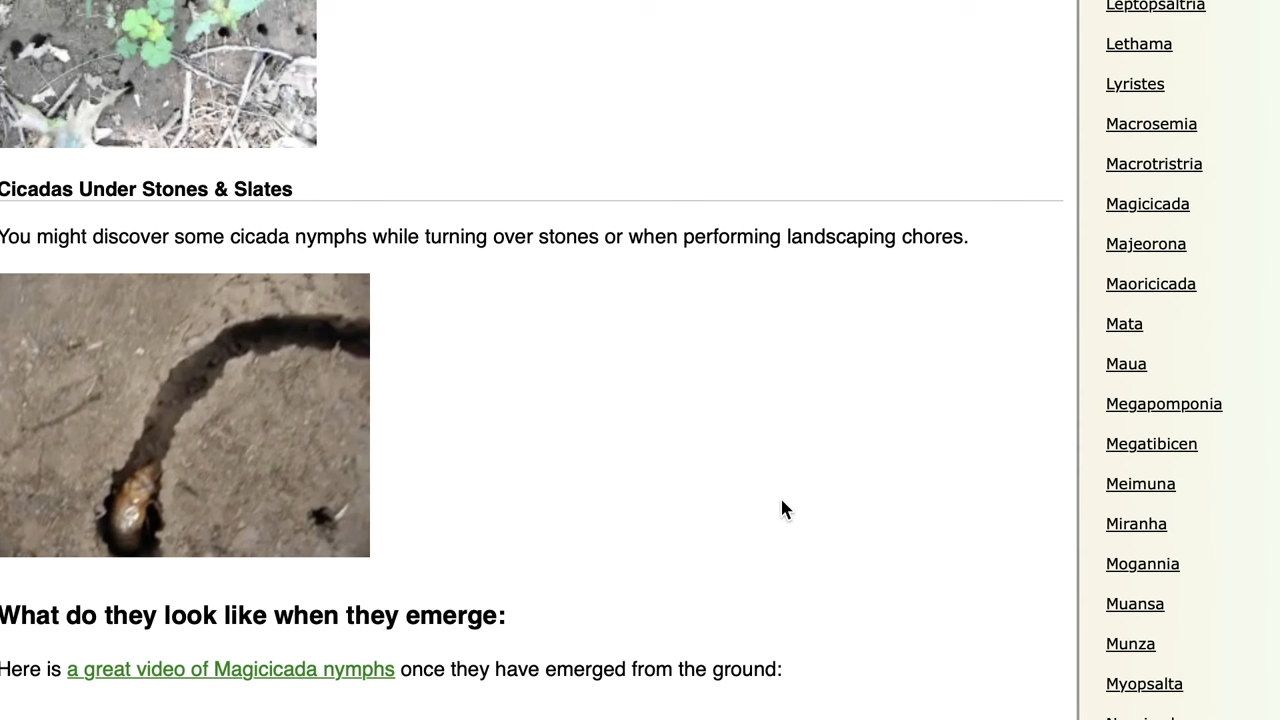 Cicadas Under Stones & Slates
You might discover some cicada nymphs while turning over stones or when performing landscaping chores.
What do they look like when they emerge:
Here is a great video of Magicicada nymphs once they have emerged from the ground:
Leptopsaltria
Lethama
Lyristes
Macrosemia
Macrotristria
Magicicada
Majeorona
Maoricicada
Mata
Maua
Megapomponia
Megatibicen
Meimuna
Miranha
Mogannia
Muansa
Munza
Myopsalta